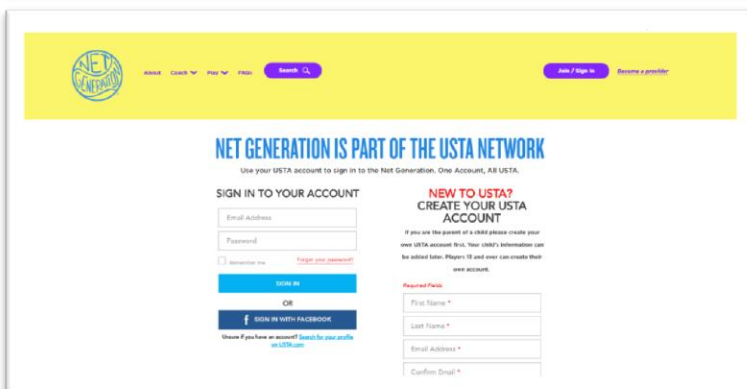 NET
GENERATION
About Coach Play FAQs Search Join / Sign In Become a provider
NET GENERATION IS PART OF THE USTA NETWORK
Use your USTA account to sign in to the Net Generation. One Account, All USTA.
SIGN IN TO YOUR ACCOUNT
Email Address
Password
Remember me Forgot your password?
SIGN IN
OR
f SIGN IN WITH FACEBOOK
Unsure if you have an account? Search for your profile
on USTA.com
NEW TO USTA?
CREATE YOUR USTA
ACCOUNT
If you are the parent of a child please create your
own USTA account first. Your child's information can
be added later. Players 13 and over can create their
own account.
Required Fields
First Name *
Last Name *
Email Address *
Confirm Email *